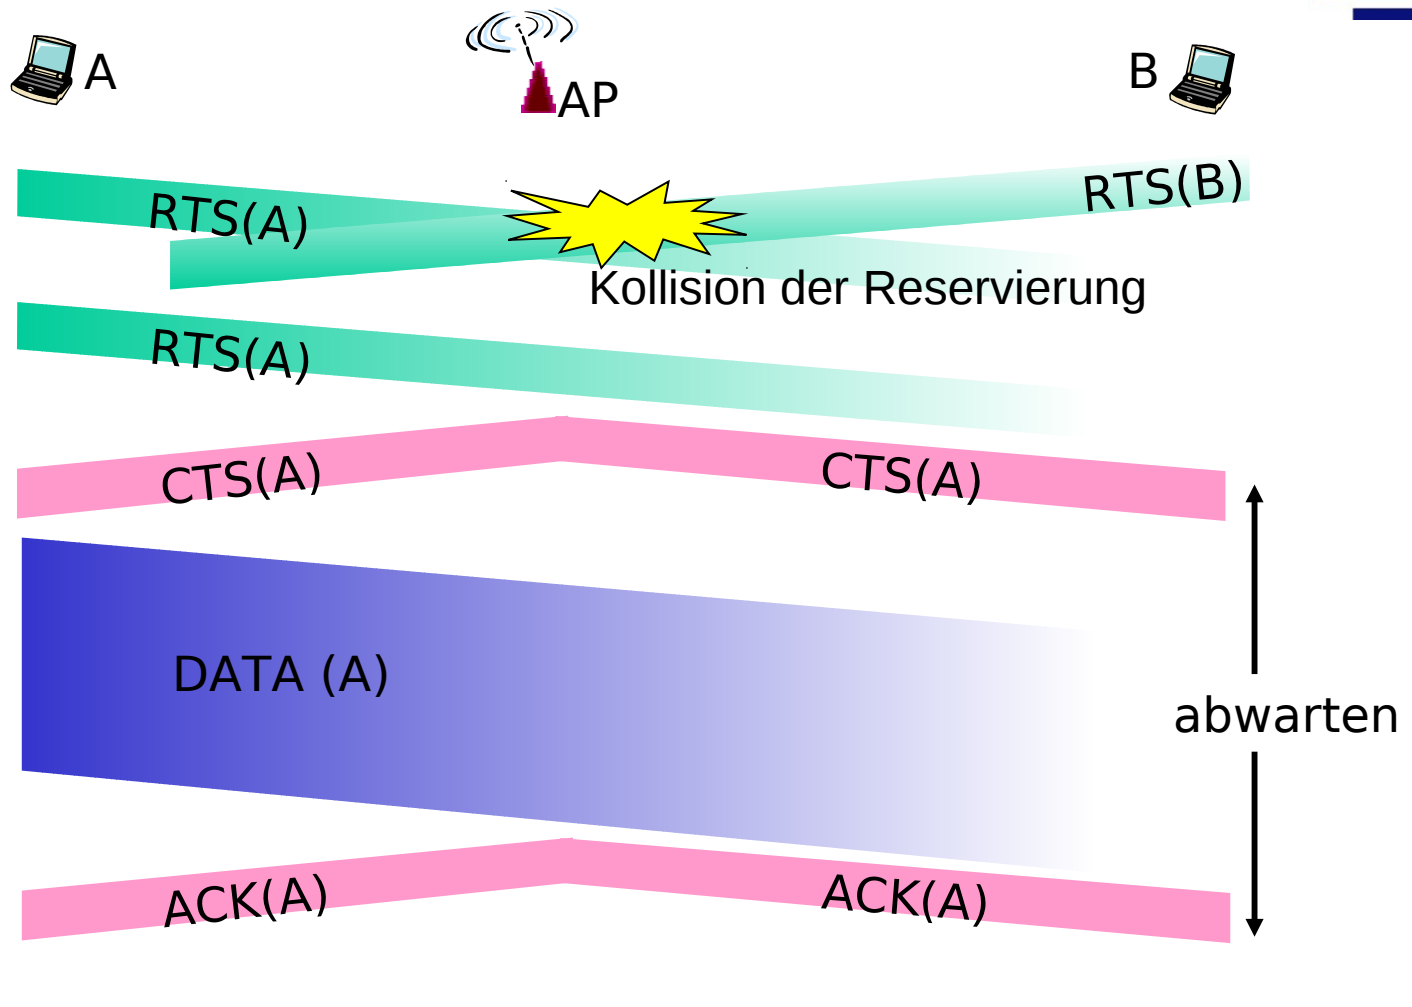 A
AP
B
RTS(A)
RTS(B)
Kollision der Reservierung
RTS(A)
CTS(A)
CTS(A)
DATA (A)
abwarten
ACK(A)
ACK(A)